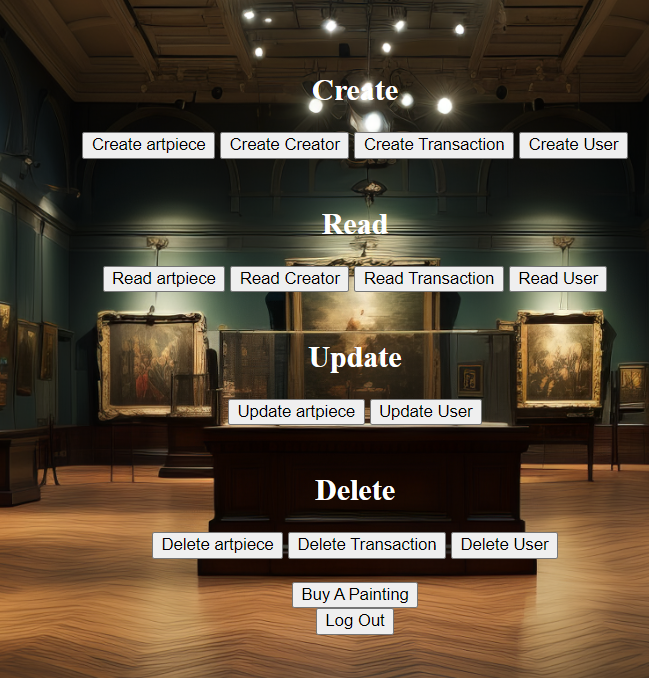 Create
Create artpiece Create Creator Create Transaction Create User
Read
Read artpiece Read Creator Read Transaction Read User
Update
Update artpiece Update User
Delete
Delete artpiece Delete Transaction Delete User
Buy A Painting
Log Out